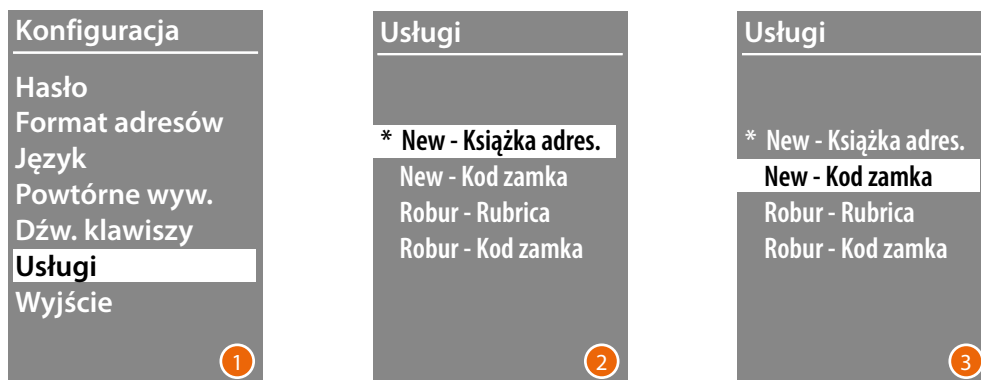 Konfiguracja
Hasło
Format adresów
Język
Powtórne wyw.
Dźw. klawiszy
Usługi
Wyjście
1
Usługi
* New - Książka adres.
New - Kod zamka
Robur - Rubrica
Robur - Kod zamka
2
Usługi
* New - Książka adres.
New - Kod zamka
Robur - Rubrica
Robur - Kod zamka
3